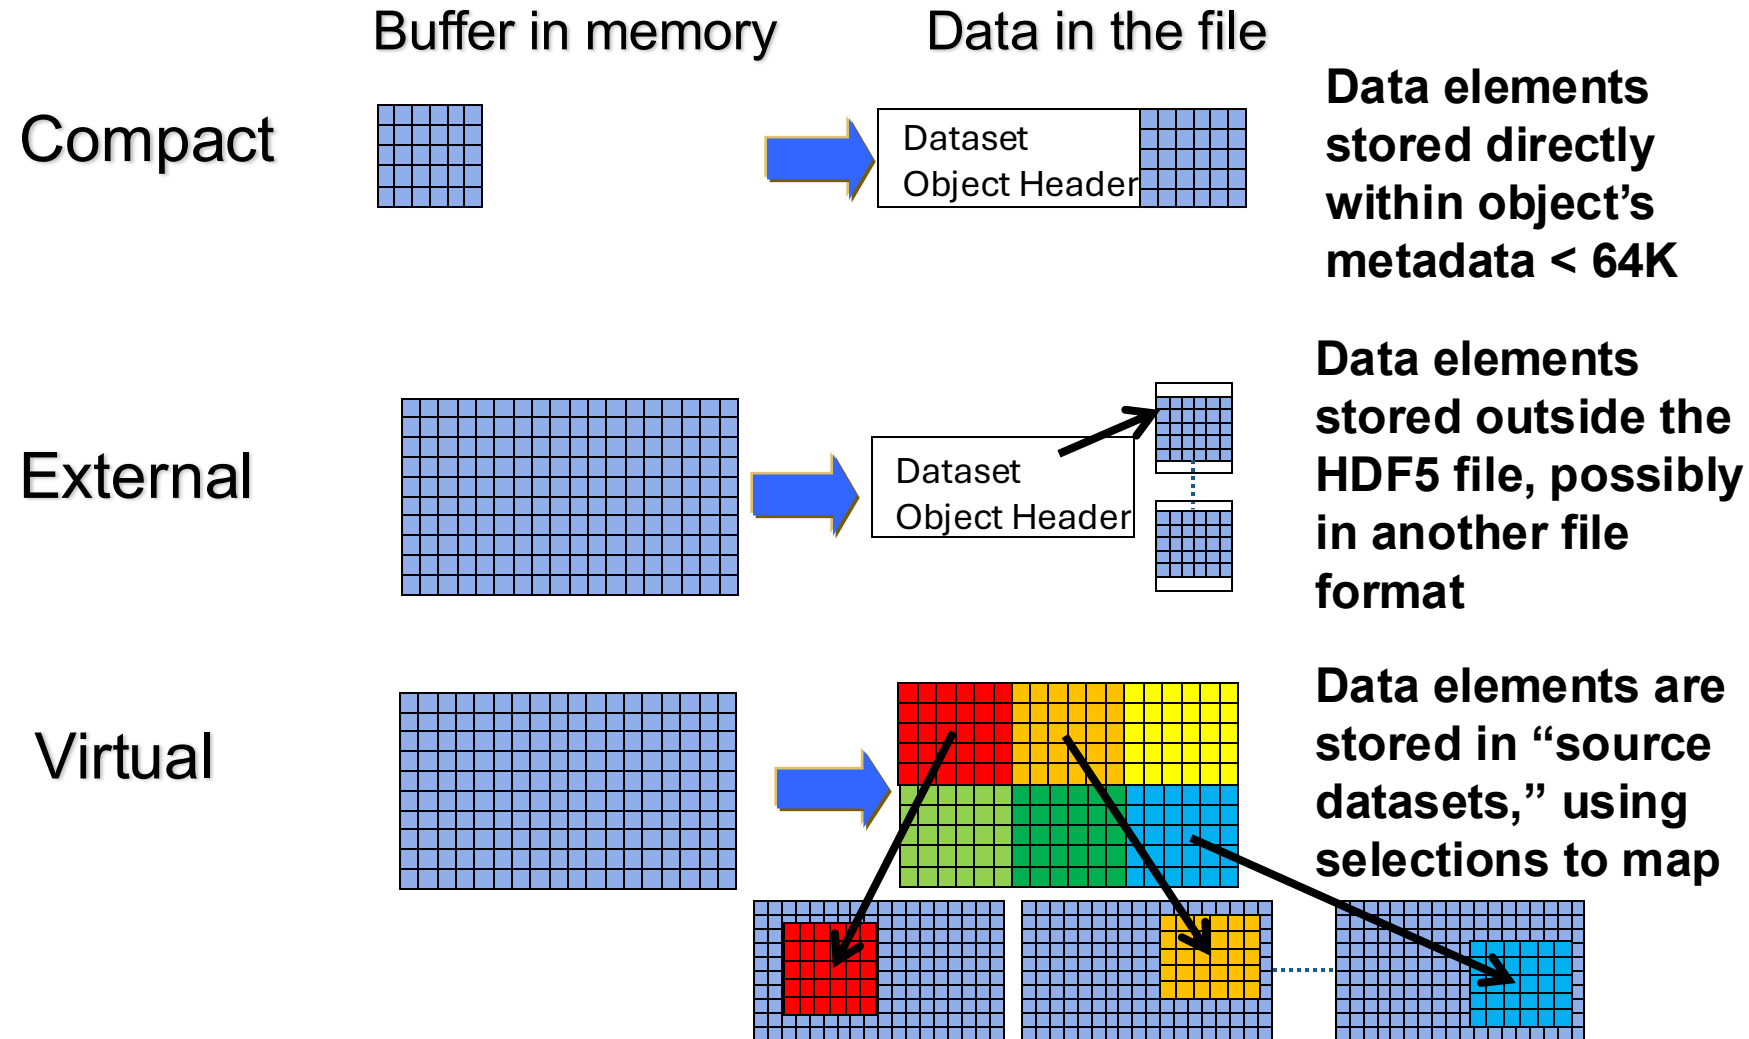 Buffer in memory
Data in the file
Compact
Dataset
Object Header
Data elements
stored directly
within object’s
metadata < 64K
External
Dataset
Object Header
Data elements
stored outside the
HDF5 file, possibly
in another file
format
Virtual
Data elements are
stored in “source
datasets,” using
selections to map